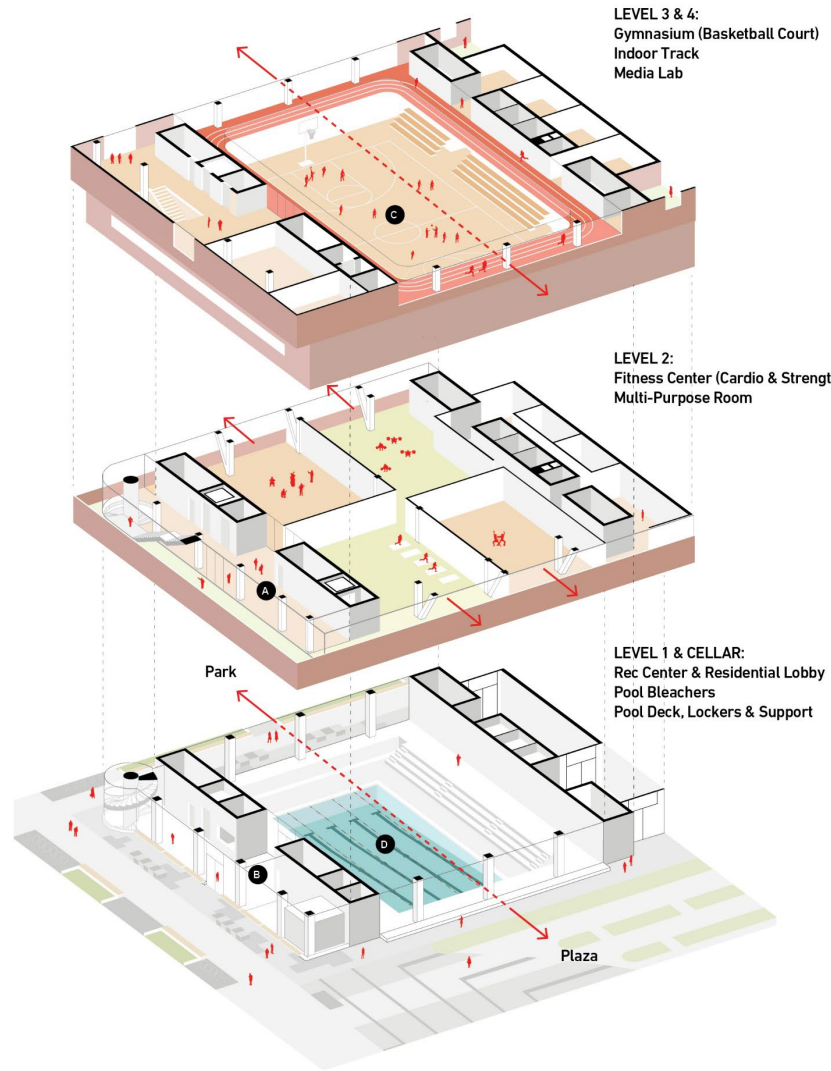 LEVEL 3 & 4:
Gymnasium (Basketball Court)
Indoor Track
Media Lab
C
LEVEL 2:
Fitness Center (Cardio & Strengt
Multi-Purpose Room
A
LEVEL 1 & CELLAR:
Rec Center & Residential Lobby
Pool Bleachers
Pool Deck, Lockers & Support
Park
D
B
Plaza